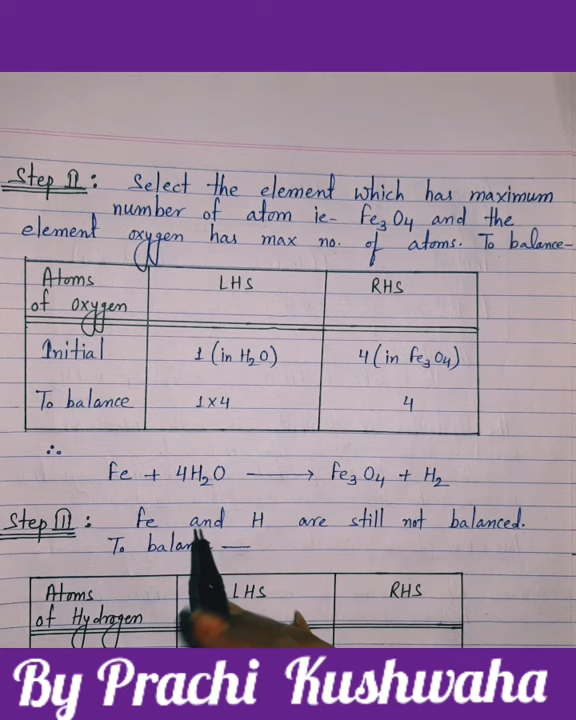 Step II : Select the element which has maximum
number of atom ie- Fe3O4 and the
element oxygen has max no. of atoms. To balance-
Atoms of oxygen LHS RHS
Initial 1 (in H2O) 4 (in Fe3O4)
To balance 1x4 4
∴
Fe + 4H2O → Fe3O4 + H2
Step III : Fe and H are still not balanced.
To balan —
Atoms of Hydrogen LHS RHS
By Prachi Kushwaha